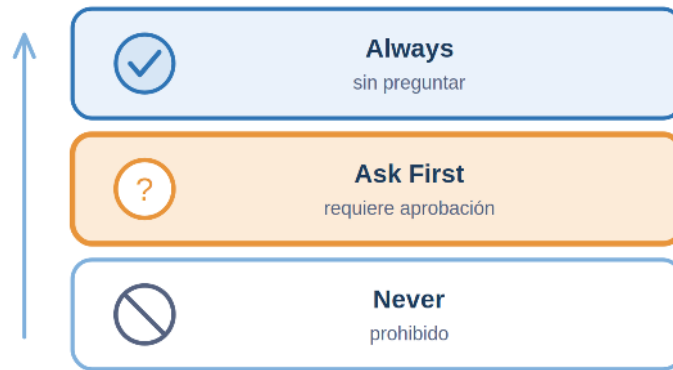 Always
sin preguntar
?
Ask First
requiere aprobación
Never
prohibido